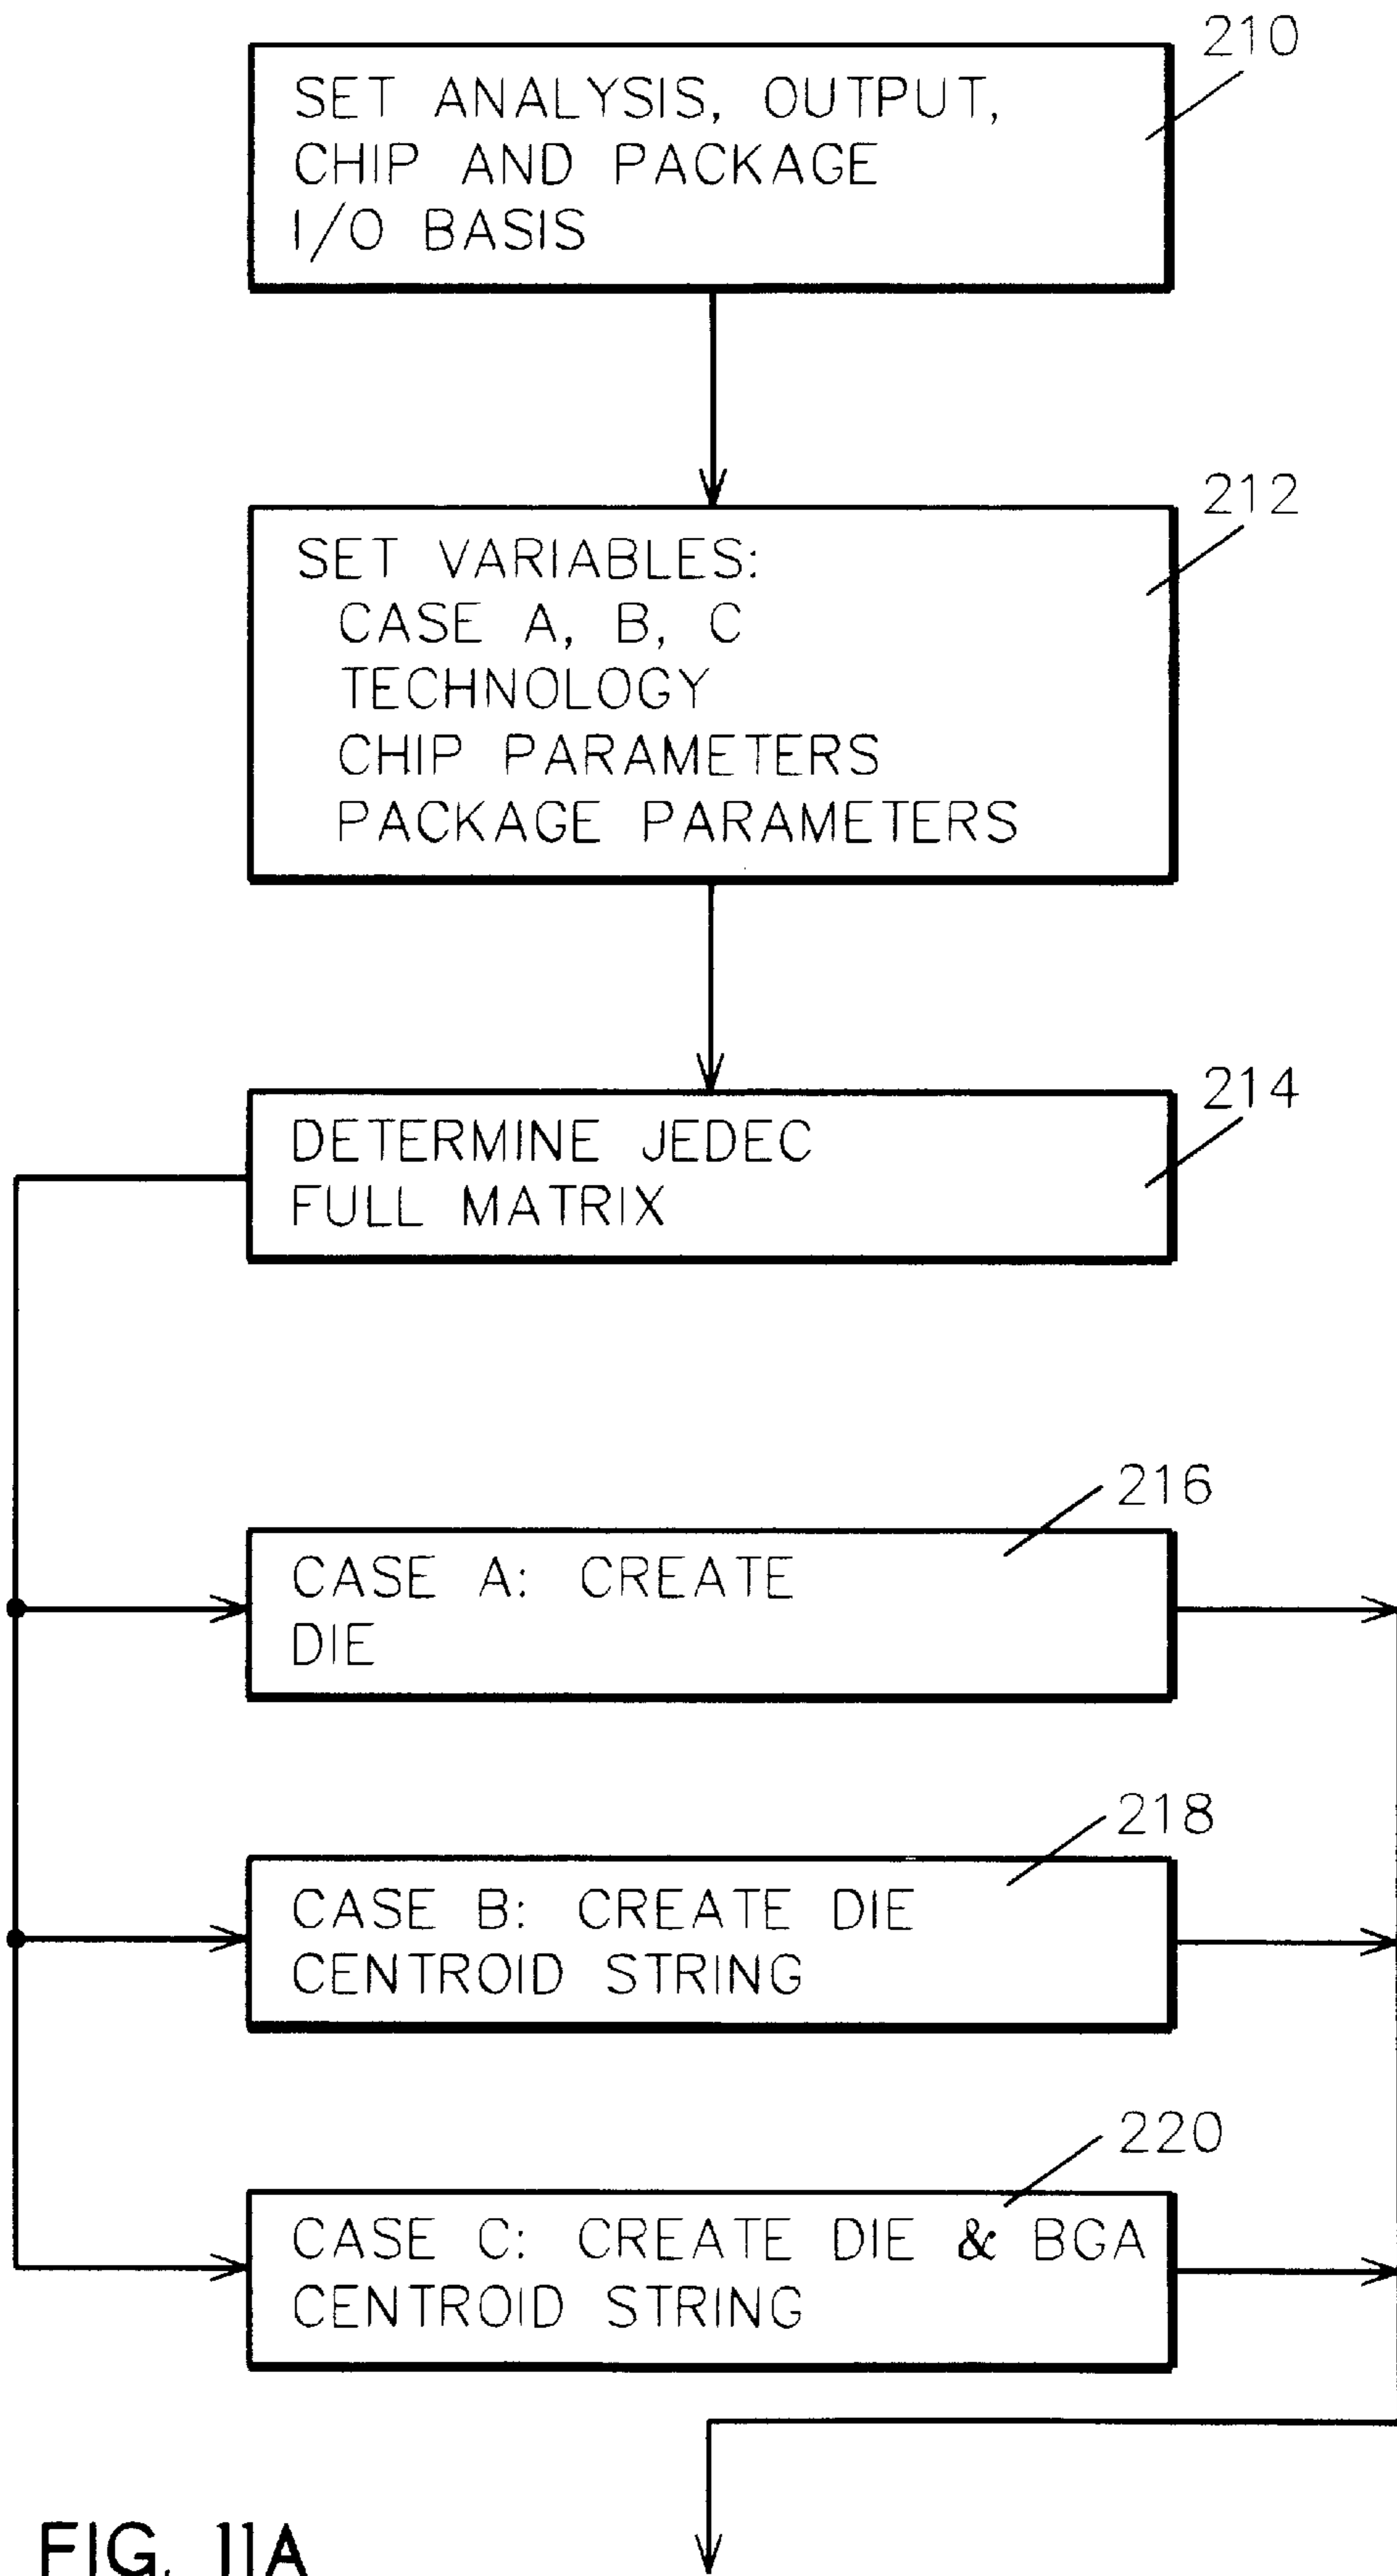 210
SET ANALYSIS, OUTPUT,
CHIP AND PACKAGE
I/O BASIS
212
SET VARIABLES:
CASE A, B, C
TECHNOLOGY
CHIP PARAMETERS
PACKAGE PARAMETERS
214
DETERMINE JEDEC
FULL MATRIX
216
CASE A: CREATE
DIE
218
CASE B: CREATE DIE
CENTROID STRING
220
CASE C: CREATE DIE & BGA
CENTROID STRING
FIG. 11A